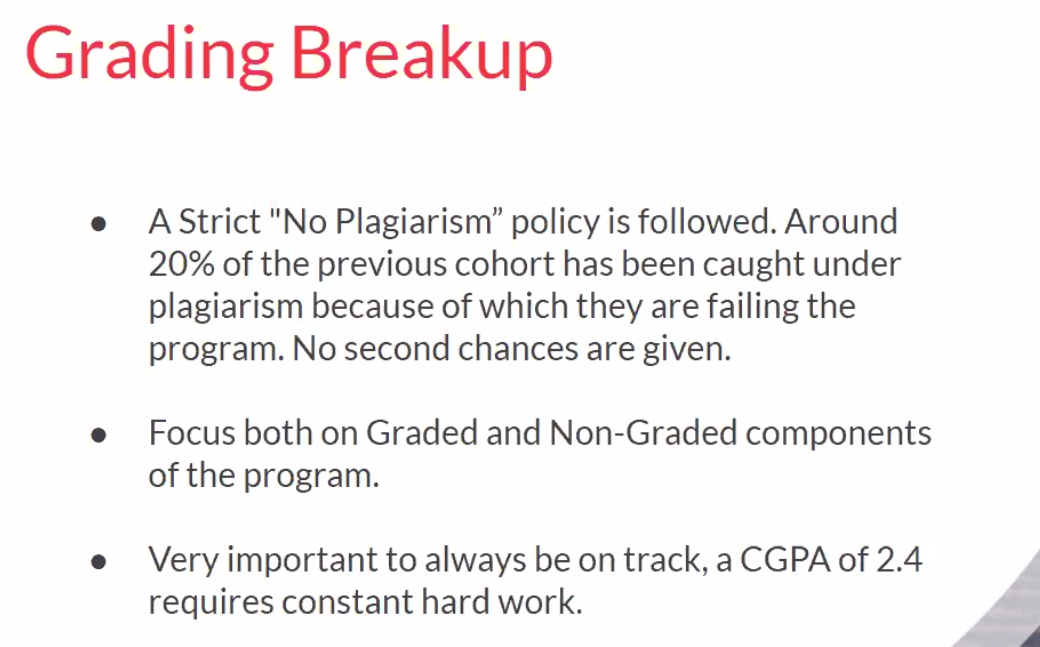 Grading Breakup
● A Strict "No Plagiarism” policy is followed. Around
20% of the previous cohort has been caught under
plagiarism because of which they are failing the
program. No second chances are given.
● Focus both on Graded and Non-Graded components
of the program.
● Very important to always be on track, a CGPA of 2.4
requires constant hard work.